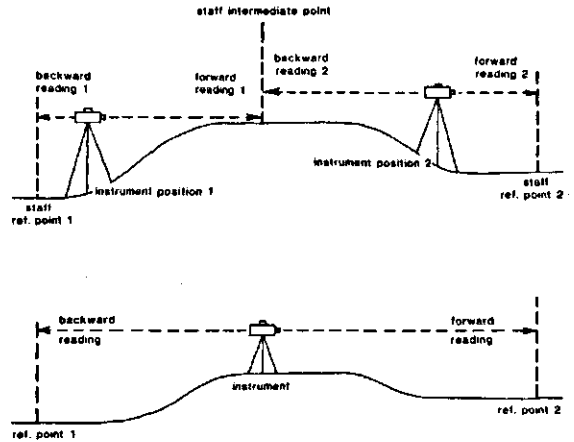 staff intermediate point
backward
reading 1
forward
reading 1
backward
reading 2
forward
reading 2
instrument position 1
instrument position 2
staff
ref. point 1
staff
ref. point 2
backward
reading
forward
reading
instrument
ref. point 1
ref. point 2